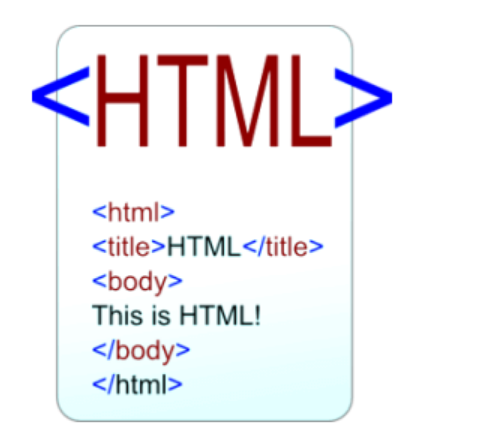 <HTML>
<html>
<title>HTML</title>
<body>
This is HTML!
</body>
</html>